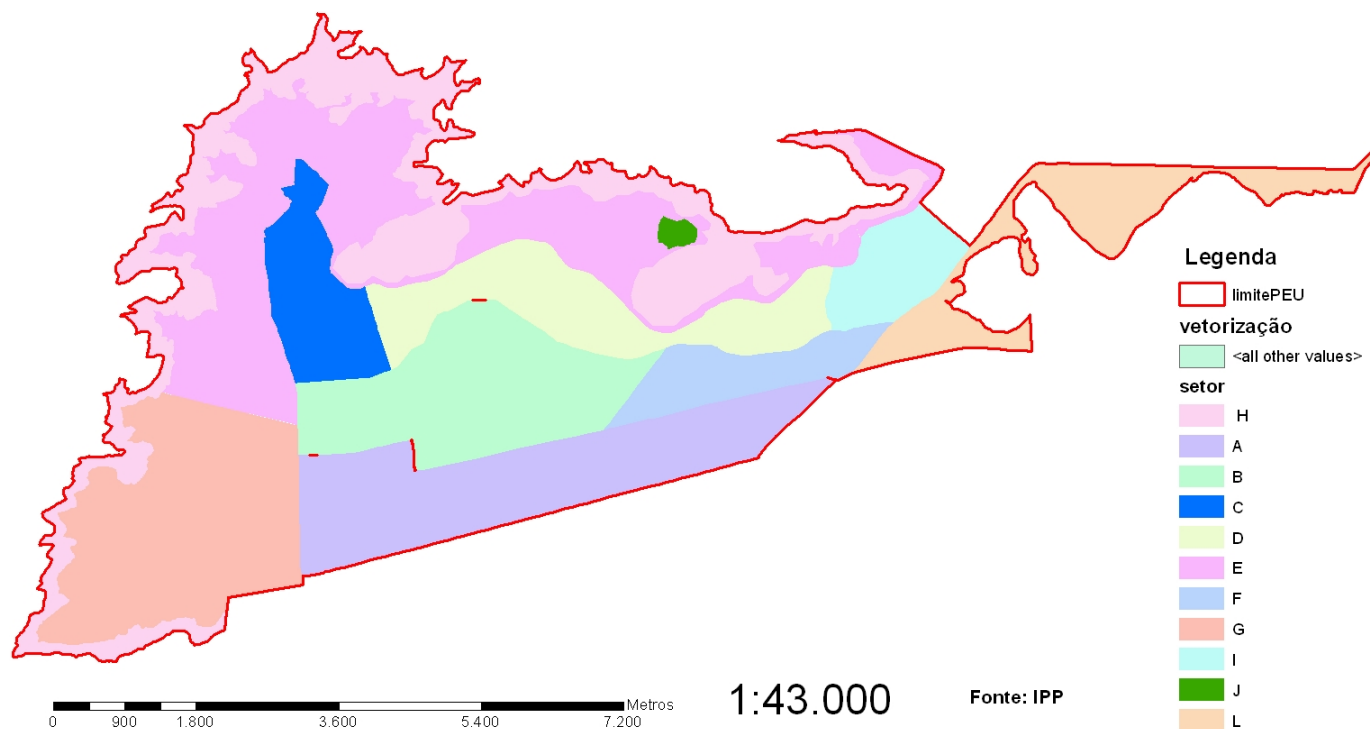 Legenda
limitePEU
vetorização
<all other values>
setor
H
A
B
C
D
E
F
G
I
J
L
Metros
0 900 1.800 3.600 5.400 7.200
1:43.000
Fonte: IPP